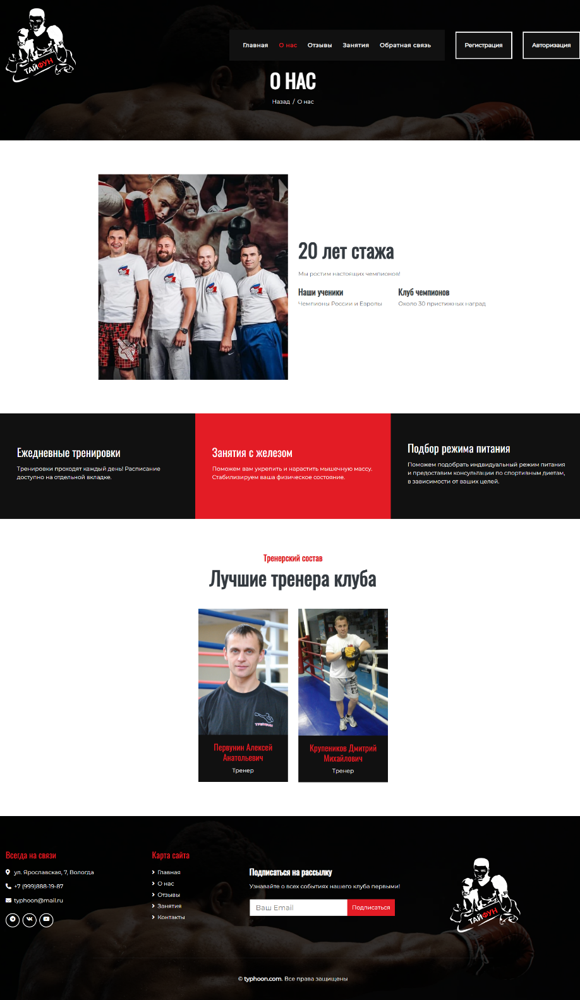 ТАЙФУН
Главная О нас Отзывы Занятия Обратная связь Регистрация Авторизация
О НАС
Назад / О нас
20 лет стажа
Мы ростим настоящих чемпионов!
Наши ученики Клуб чемпионов
Чемпионы России и Европы Около 30 пристижных наград
Ежедневные тренировки
Тренировки проходят каждый день! Расписание
доступно на отдельной вкладке.
Занятия с железом
Поможем вам укрепить и нарастить мышечную массу.
Стабилизируем ваша физическое состояние.
Подбор режима питания
Поможем подобрать индвидуальный режим питания
и предоставим консультации по спортивным диетам,
в зависимости от ваших целей.
Тренерский состав
Лучшие тренера клуба
Первунин Алексей
Анатольевич
Тренер
Крупеников Дмитрий
Михайлович
Тренер
Всегда на связи
ул. Ярославская, 7, Вологда
+7 (999)888-19-87
typhoon@mail.ru
Карта сайта
Главная
О нас
Отзывы
Занятия
Контакты
Подписаться на рассылку
Узнавайте о всех событиях нашего клуба первыми!
Ваш Email Подписаться
ТАЙФУН
© typhoon.com. Все права защищены